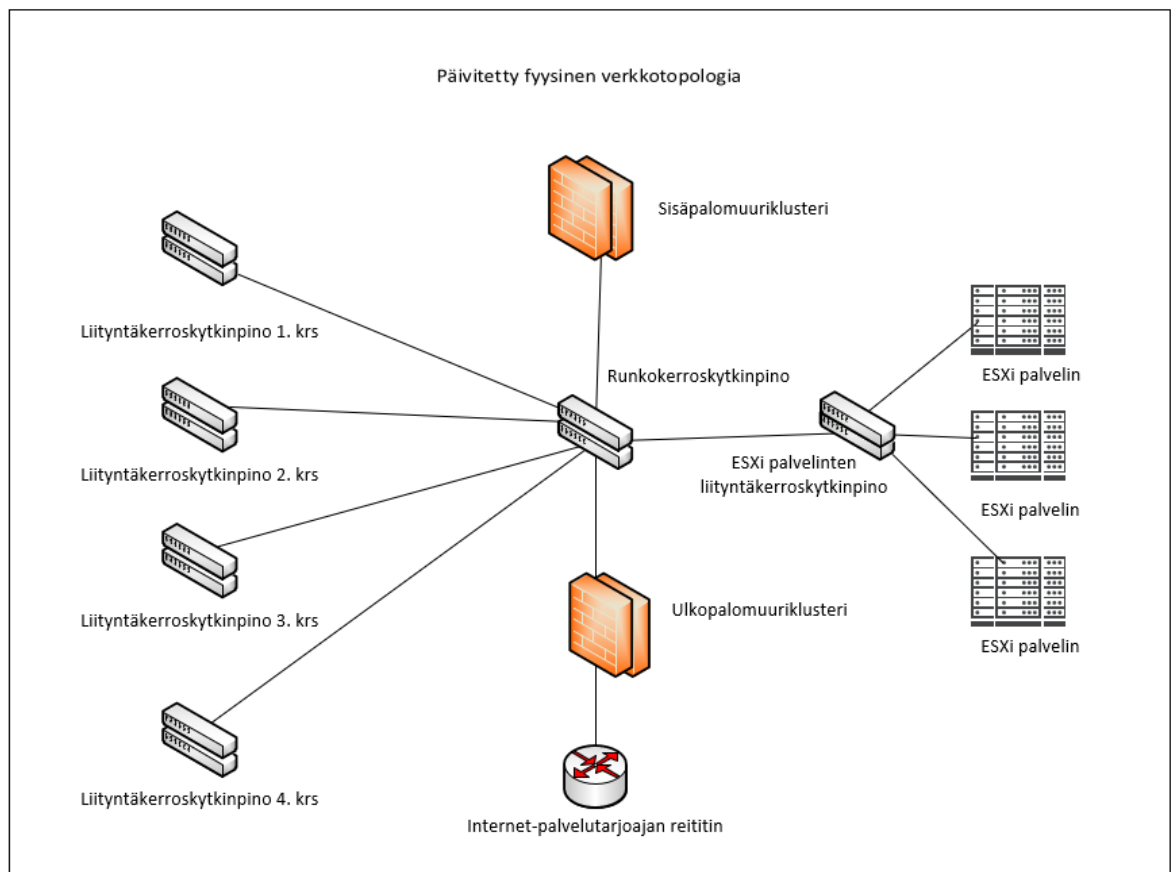 Päivitetty fyysinen verkkotopologia
Sisäpalomuuriklusteri
Liityntäkerroskytkinpino 1. krs
Runkokerroskytkinpino
ESXi palvelin
Liityntäkerroskytkinpino 2. krs
ESXi palvelinten
liityntäkerroskytkinpino
ESXi palvelin
Liityntäkerroskytkinpino 3. krs
Ulkopalomuuriklusteri
ESXi palvelin
Liityntäkerroskytkinpino 4. krs
Internet-palvelutarjoajan reititin